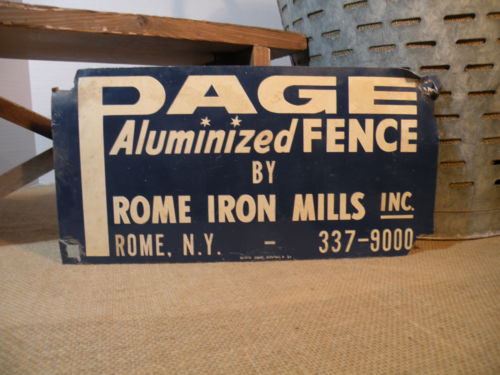 PAGE
Aluminized FENCE
BY
ROME IRON MILLS INC.
ROME, N.Y. - 337-9000